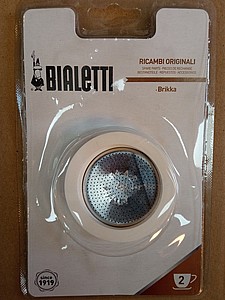 BIALETTI
RICAMBI ORIGINALI
Brikka
since
1919
2